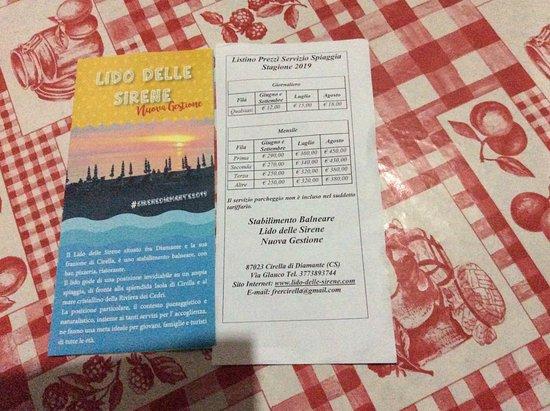 LIDO DELLE
SIRENE
Nuova Gestione
Il Lido delle Sirene situato fra Diamante e la sua
frazione di Cirella, è uno stabilimento balneare, con
bar, pizzeria, ristorante.
Il lido gode di una posizione invidiabile su un ampia
spiaggia, di fronte alla splendida Isola di Cirella e al
mare cristallino della Riviera dei Cedri.
La posizione particolare, il contesto paesaggistico e
naturalistico, insieme ai tanti servizi per l' accoglienza,
ne fanno una meta ideale per giovani, famiglie e turisti
di tutte le età.
Listino Prezzi Servizio Spiaggia
Stagione 2019
Giornaliero
Fila Giugno e Settembre Luglio Agosto
Qualsiasi € 12,00 € 15,00 € 18,00
Mensile
Fila Giugno e Settembre Luglio Agosto
Prima € 290,00 € 360,00 € 450,00
Seconda € 270,00 € 340,00 € 430,00
Terza € 250,00 € 320,00 € 380,00
Altre € 250,00 € 320,00 € 380,00
Il servizio parcheggio non è incluso nel suddetto
tariffario.
Stabilimento Balneare
Lido delle Sirene
Nuova Gestione
87023 Cirella di Diamante (CS)
Via Glauco Tel. 3773893744
Sito Internet: www.lido-delle-sirene.com
E-mail: frercirella@gmail.com